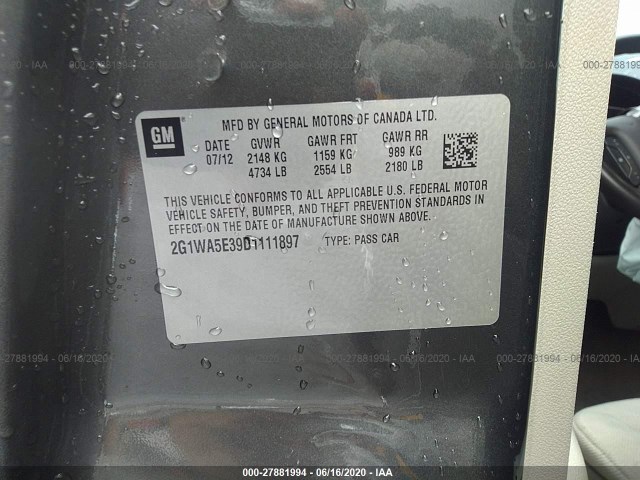 GM
MFD BY GENERAL MOTORS OF CANADA LTD.
DATE GVWR GAWR FRT GAWR RR
07/12 2148 KG 1159 KG 989 KG
4734 LB 2554 LB 2180 LB
THIS VEHICLE CONFORMS TO ALL APPLICABLE U.S. FEDERAL MOTOR
VEHICLE SAFETY, BUMPER, AND THEFT PREVENTION STANDARDS IN
EFFECT ON THE DATE OF MANUFACTURE SHOWN ABOVE.
2G1WA5E39D1111897 TYPE: PASS CAR
R
000-27881994 - 06/16/2020 - IAA